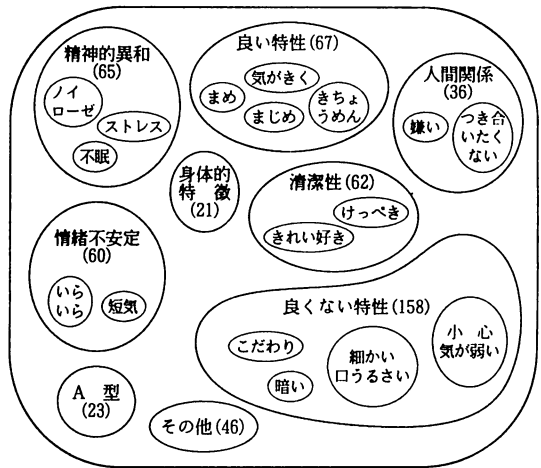 精神的異和
(65)
ノイ
ローゼ
ストレス
不眠
良い特性(67)
気がきく
まめ
まじめ
きちょ
うめん
人間関係
(36)
嫌い
つき合
いたく
ない
身体的
特 徴
(21)
清潔性(62)
けっぺき
きれい好き
情緒不安定
(60)
いら
いら
短気
良くない特性(158)
こだわり
暗い
細かい
口うるさい
小 心
気が弱い
A 型
(23)
その他(46)